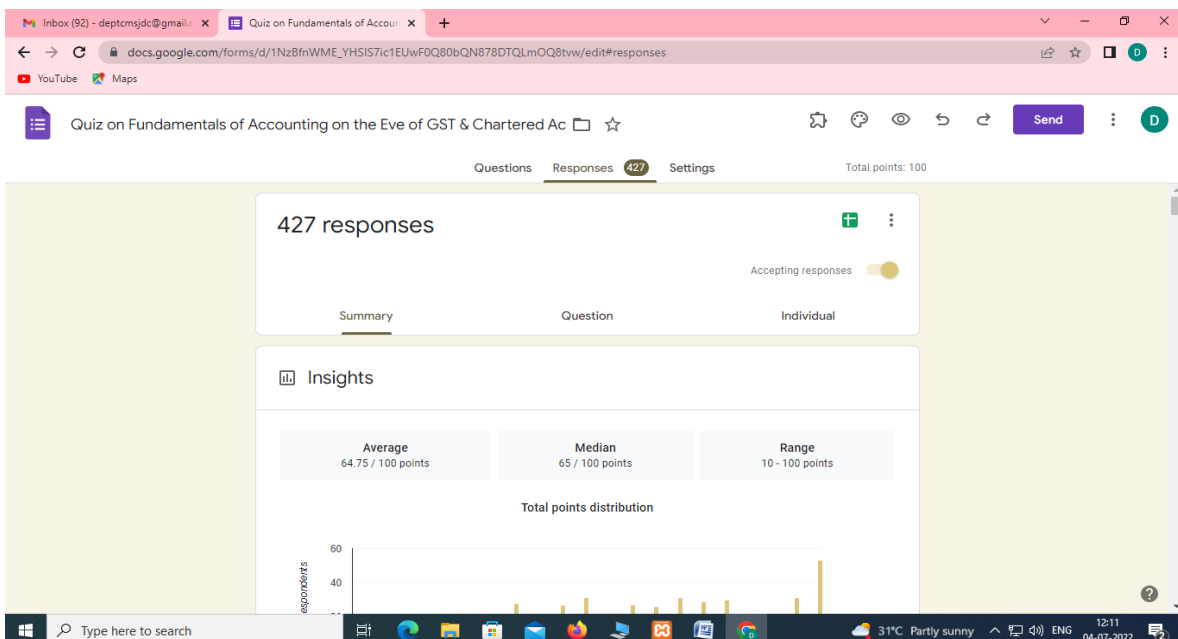 Inbox (92) - deptcmsjdc@gmail.c
Quiz on Fundamentals of Accoun
docs.google.com/forms/d/1NzBfnWME_YHSIS7ic1EUwF0Q80bQN878DTQLmOQ8tvw/edit#responses
D
YouTube Maps
Quiz on Fundamentals of Accounting on the Eve of GST & Chartered Ac
Send
D
Questions Responses 427 Settings Total points: 100
427 responses
Accepting responses
Summary Question Individual
Insights
Average Median Range
64.75 / 100 points 65 / 100 points 10 - 100 points
Total points distribution
60
40
Type here to search
31°C Partly sunny ENG 12:11
04-07-2022 2